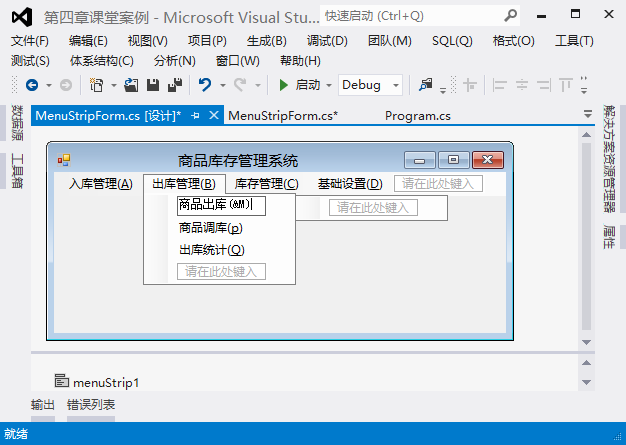 第四章课堂案例 - Microsoft Visual Stu...
快速启动 (Ctrl+Q)
文件(F) 编辑(E) 视图(V) 项目(P) 生成(B) 调试(D) 团队(M) SQL(Q) 格式(O) 工具(T)
测试(S) 体系结构(C) 分析(N) 窗口(W) 帮助(H)
启动 Debug
数据源
工具箱
MenuStripForm.cs [设计]* MenuStripForm.cs* Program.cs
解决方案资源管理器
属性
商品库存管理系统
入库管理(A) 出库管理(B) 库存管理(C) 基础设置(D) 请在此处键入
商品出库(&M) 请在此处键入
商品调库(p)
出库统计(Q)
请在此处键入
menuStrip1
输出 错误列表
就绪